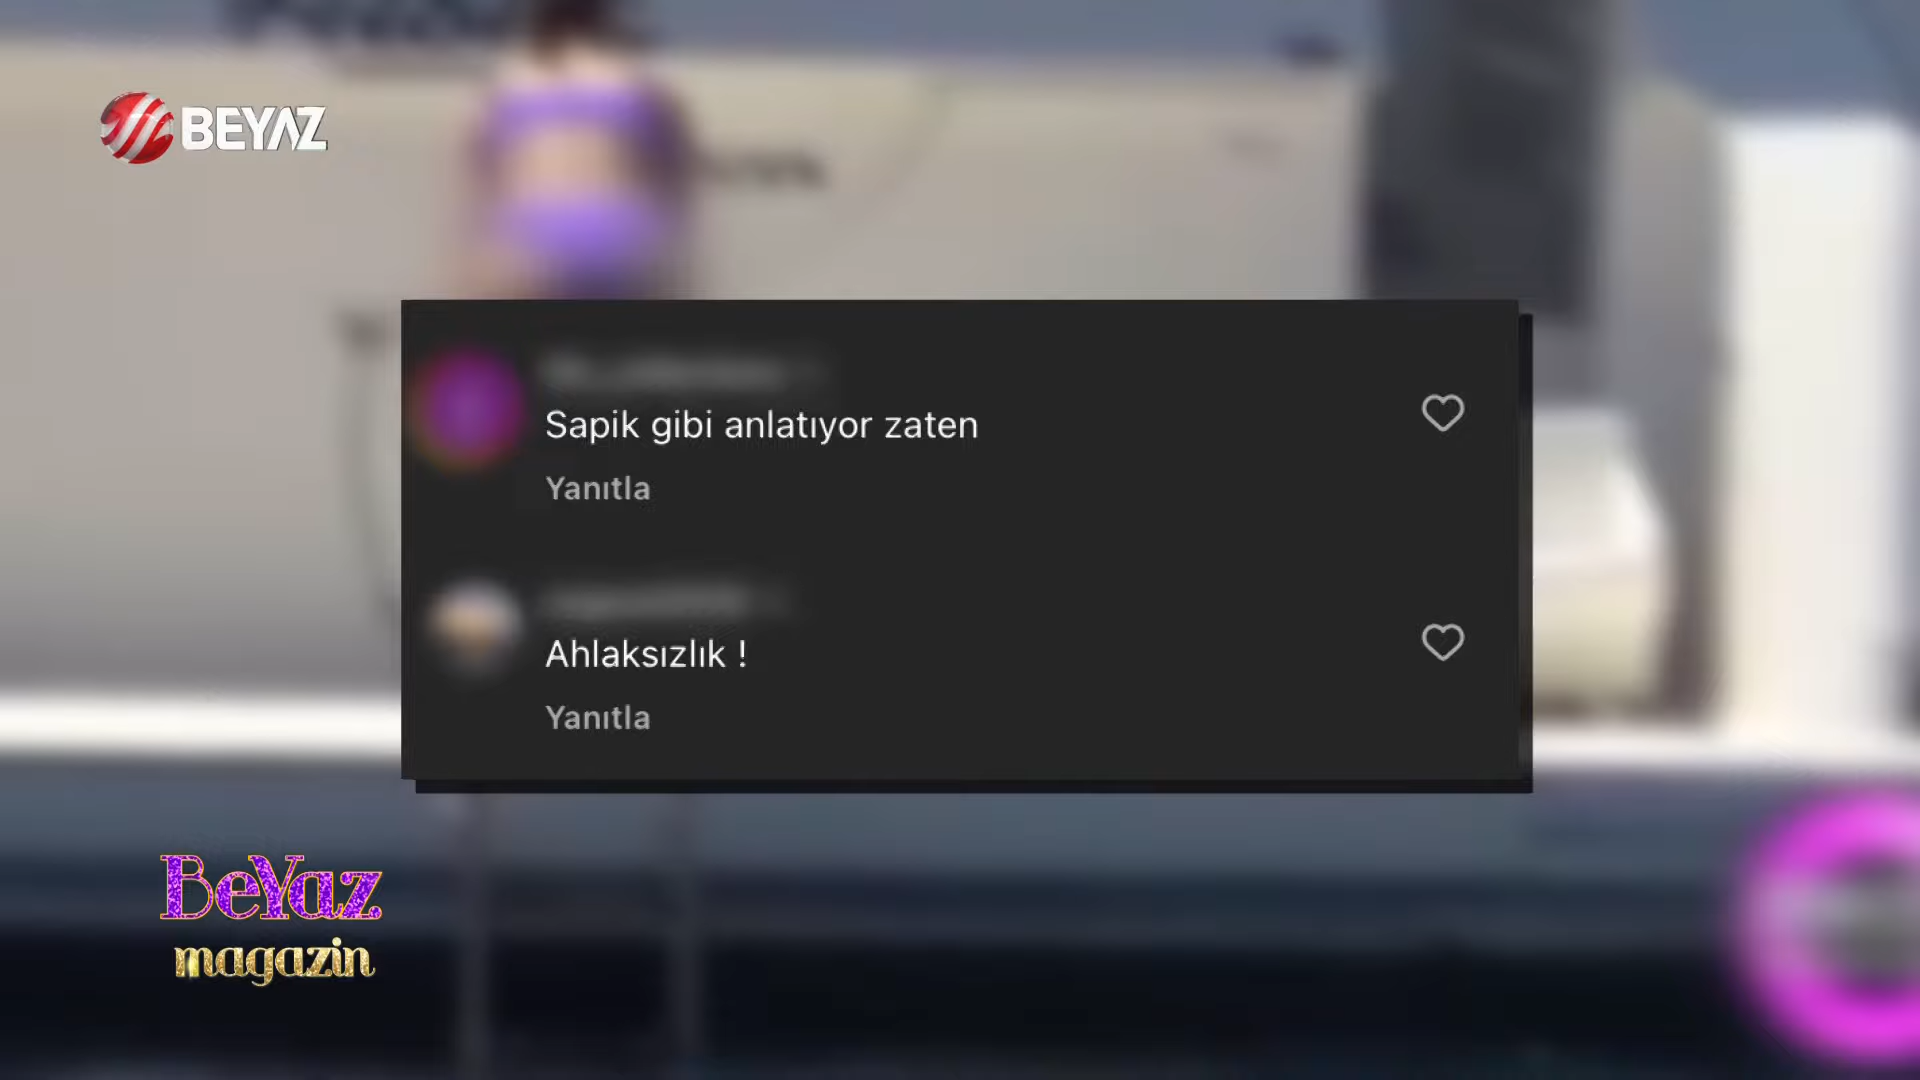 BEYAZ
Sapik gibi anlatıyor zaten
Yanıtla
Ahlaksızlık !
Yanıtla
BeYaz
magazin